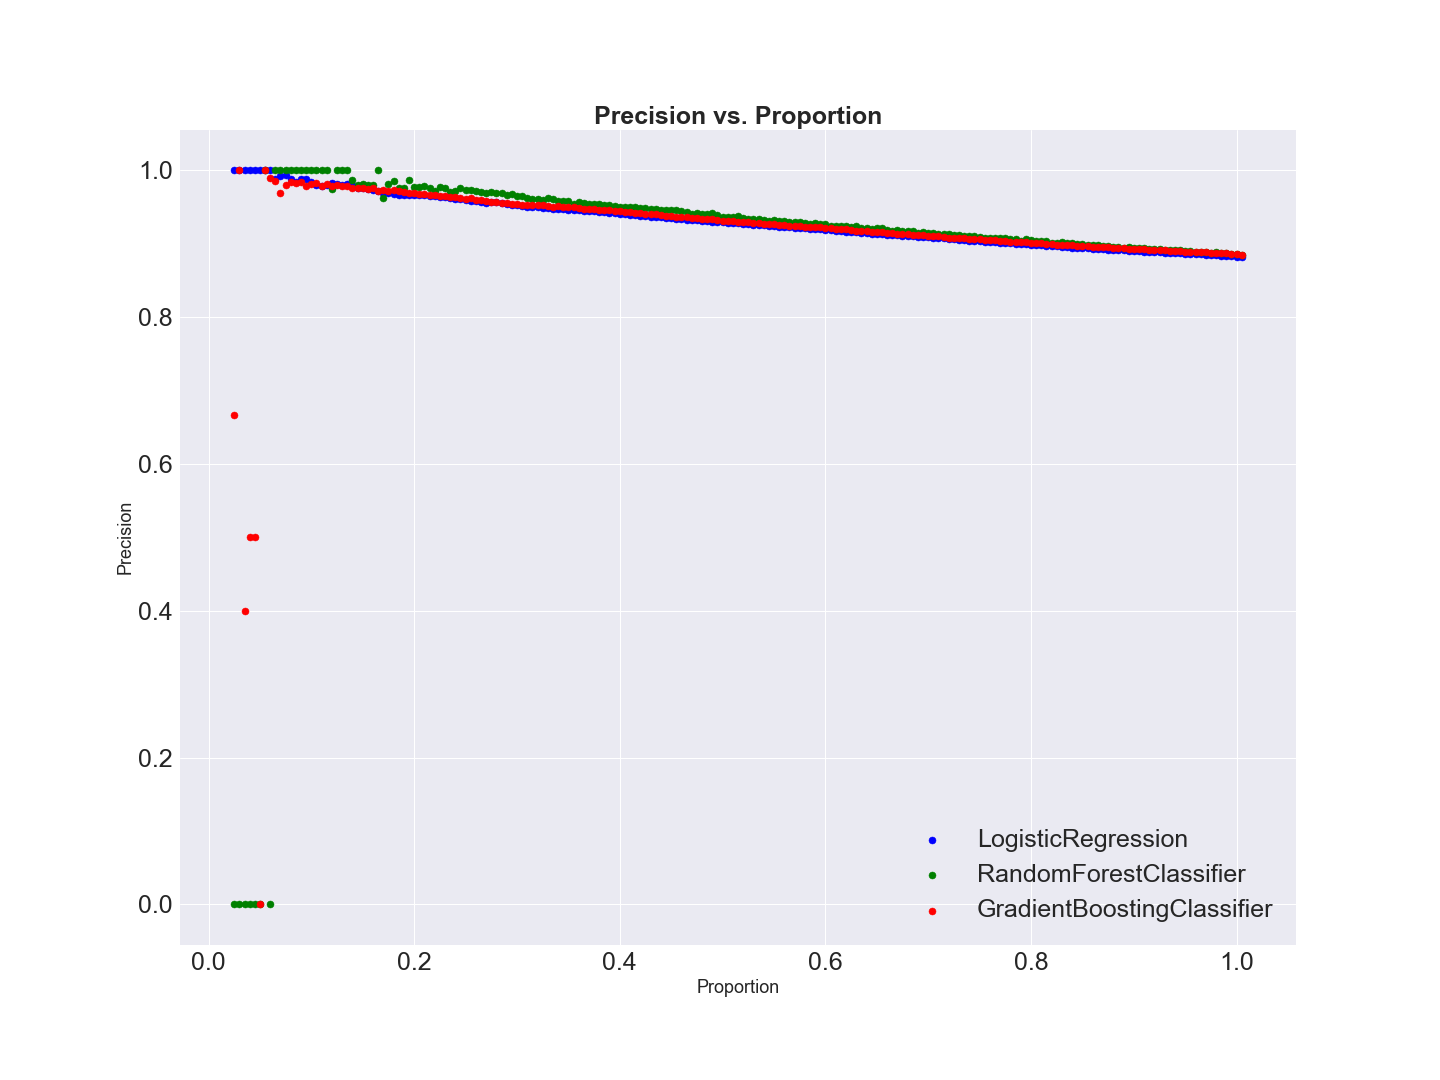 Precision vs. Proportion
1.0
0.8
0.6
0.4
0.2
0.0
Precision
LogisticRegression
RandomForestClassifier
GradientBoostingClassifier
0.0 0.2 0.4 0.6 0.8 1.0
Proportion